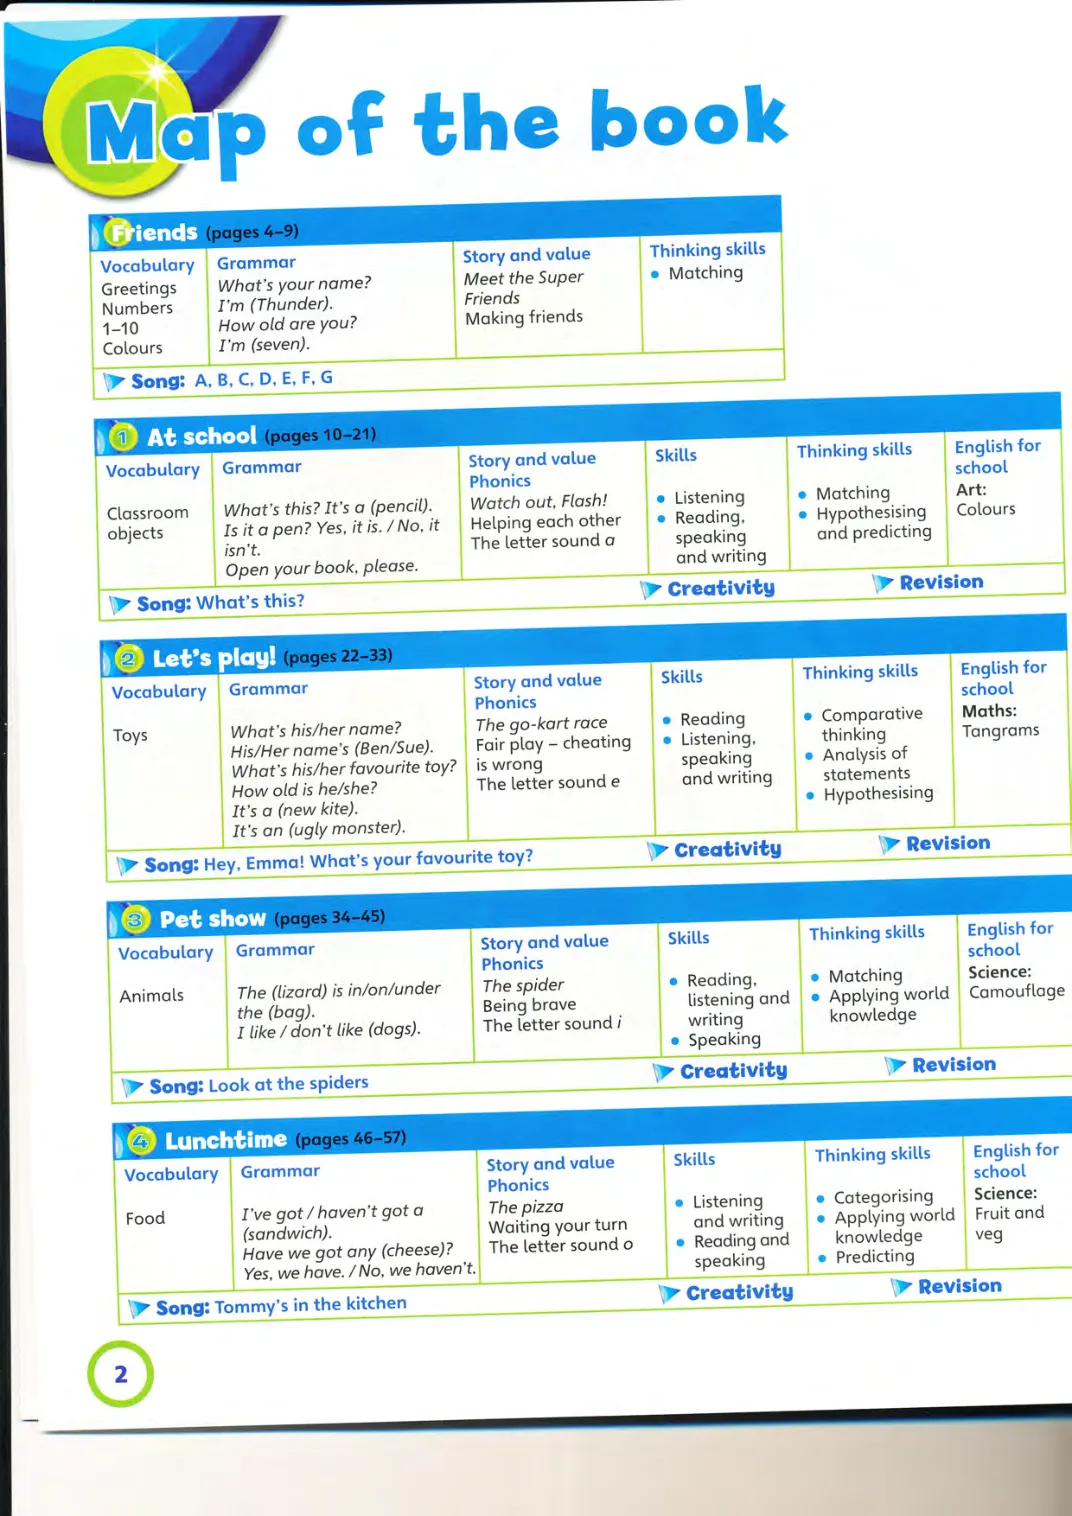 Map of the book
Friends (pages 4–9)
Vocabulary
Greetings
Numbers
1–10
Colours
Grammar
What's your name?
I'm (Thunder).
How old are you?
I'm (seven).
Story and value
Meet the Super
Friends
Making friends
Thinking skills
• Matching
Song: A, B, C, D, E, F, G
1 At school (pages 10–21)
Vocabulary
Classroom
objects
Grammar
What's this? It's a (pencil).
Is it a pen? Yes, it is. / No, it
isn't.
Open your book, please.
Story and value
Phonics
Watch out, Flash!
Helping each other
The letter sound a
Skills
• Listening
• Reading,
speaking
and writing
Thinking skills
• Matching
• Hypothesising
and predicting
English for
school
Art:
Colours
Song: What's this?
Creativity
Revision
2 Let's play! (pages 22–33)
Vocabulary
Toys
Grammar
What's his/her name?
His/Her name's (Ben/Sue).
What's his/her favourite toy?
How old is he/she?
It's a (new kite).
It's an (ugly monster).
Story and value
Phonics
The go-kart race
Fair play – cheating
is wrong
The letter sound e
Skills
• Reading
• Listening,
speaking
and writing
Thinking skills
• Comparative
thinking
• Analysis of
statements
• Hypothesising
English for
school
Maths:
Tangrams
Song: Hey, Emma! What's your favourite toy?
Creativity
Revision
3 Pet show (pages 34–45)
Vocabulary
Animals
Grammar
The (lizard) is in/on/under
the (bag).
I like / don't like (dogs).
Story and value
Phonics
The spider
Being brave
The letter sound i
Skills
• Reading,
listening and
writing
• Speaking
Thinking skills
• Matching
• Applying world
knowledge
English for
school
Science:
Camouflage
Song: Look at the spiders
Creativity
Revision
4 Lunchtime (pages 46–57)
Vocabulary
Food
Grammar
I've got / haven't got a
(sandwich).
Have we got any (cheese)?
Yes, we have. / No, we haven't.
Story and value
Phonics
The pizza
Waiting your turn
The letter sound o
Skills
• Listening
and writing
• Reading and
speaking
Thinking skills
• Categorising
• Applying world
knowledge
• Predicting
English for
school
Science:
Fruit and
veg
Song: Tommy's in the kitchen
Creativity
Revision
2